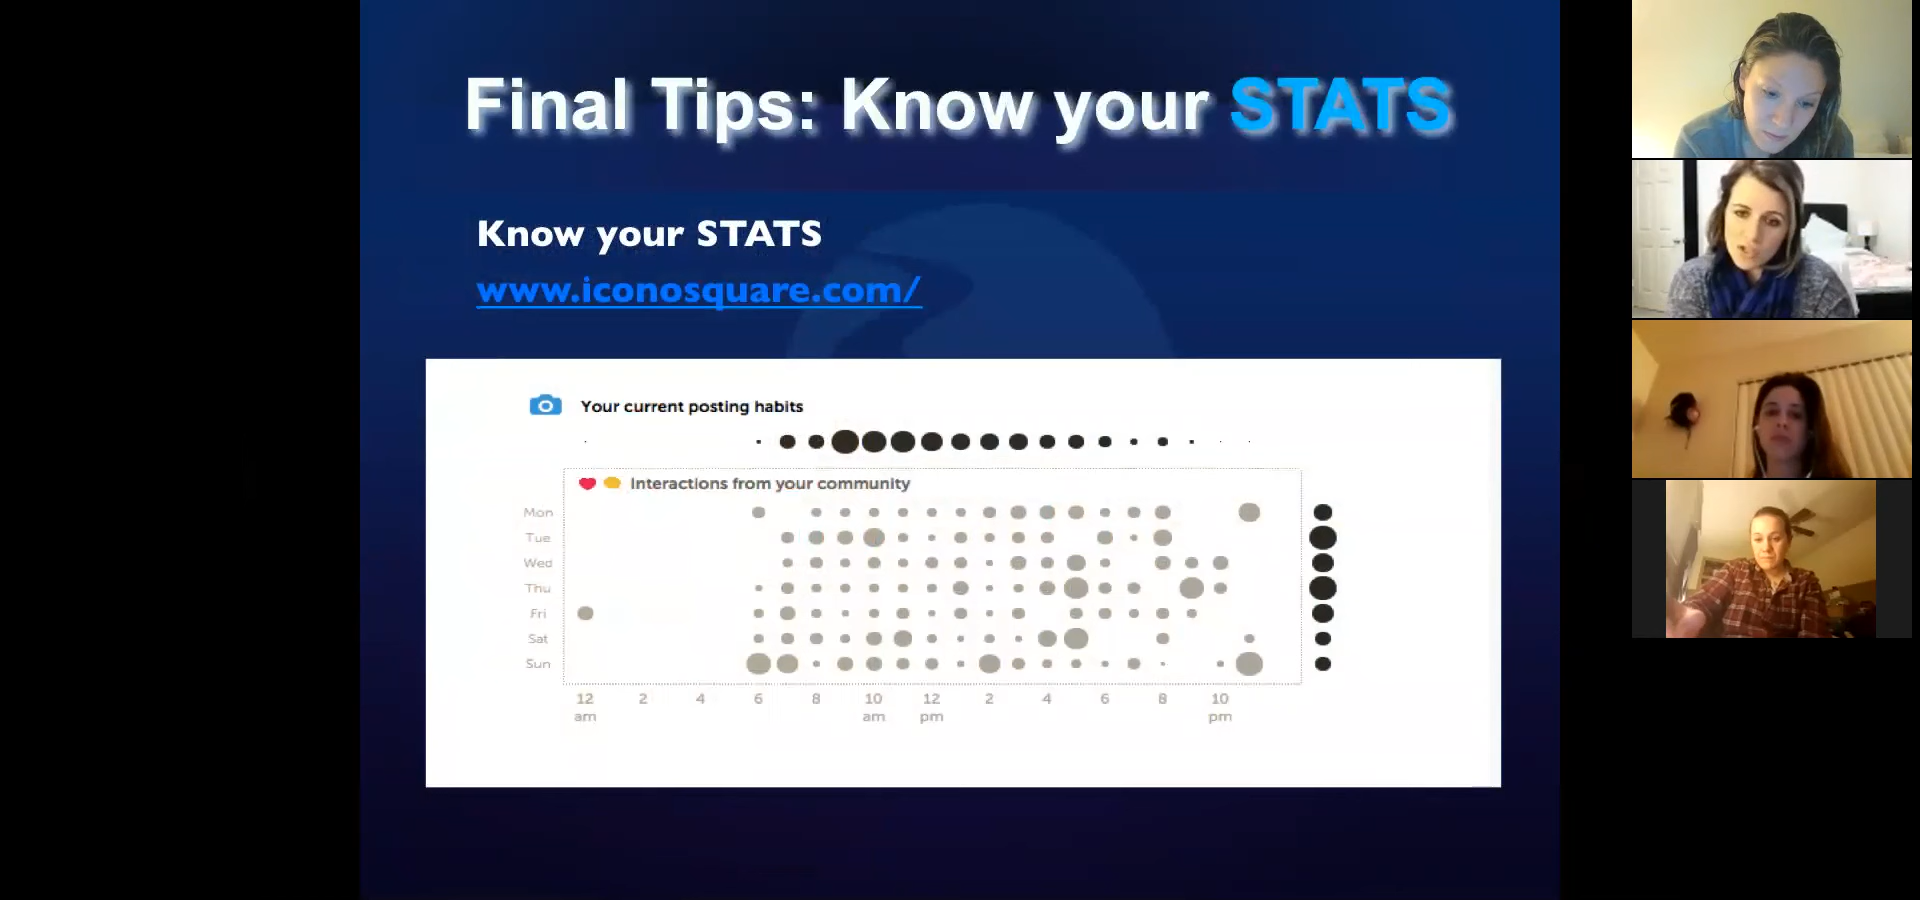 Final Tips: Know your STATS
Know your STATS
www.iconosquare.com/
Your current posting habits
Interactions from your community
Mon
Tue
Wed
Thu
Fri
Sat
Sun
12 2 4 6 8 10 12 2 4 6 8 10
am am pm pm